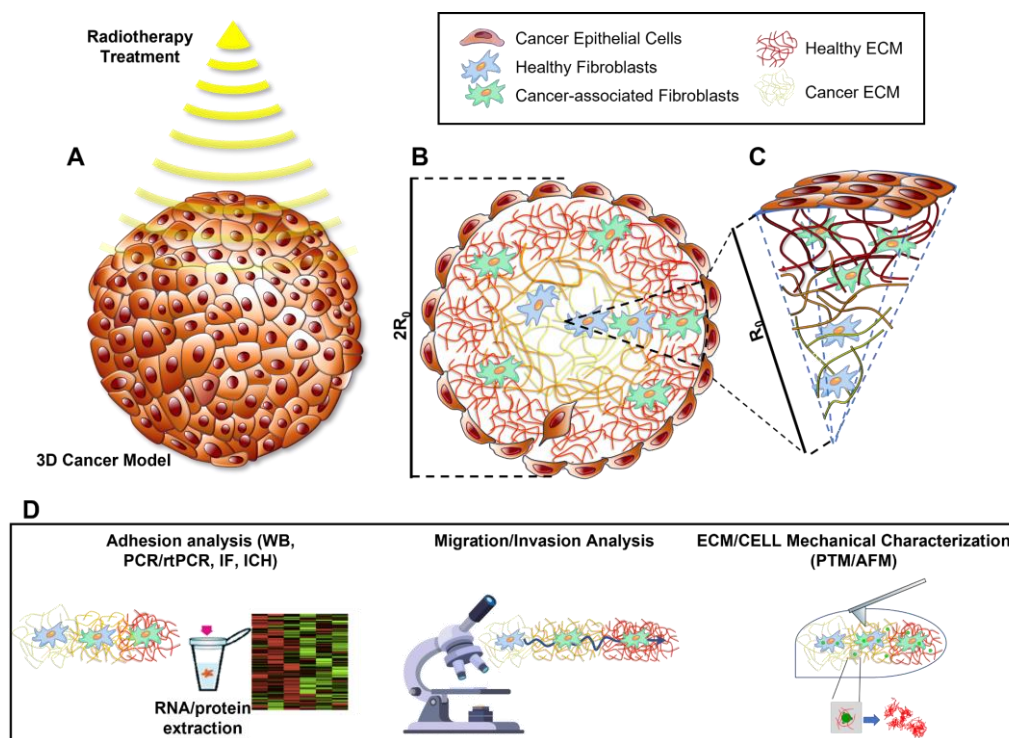 Radiotherapy
Treatment
Cancer Epithelial Cells
Healthy Fibroblasts
Cancer-associated Fibroblasts
Healthy ECM
Cancer ECM
A
B
C
2R0
R0
3D Cancer Model
D
Adhesion analysis (WB,
PCR/rtPCR, IF, ICH)
Migration/Invasion Analysis
ECM/CELL Mechanical Characterization
(PTM/AFM)
RNA/protein
extraction